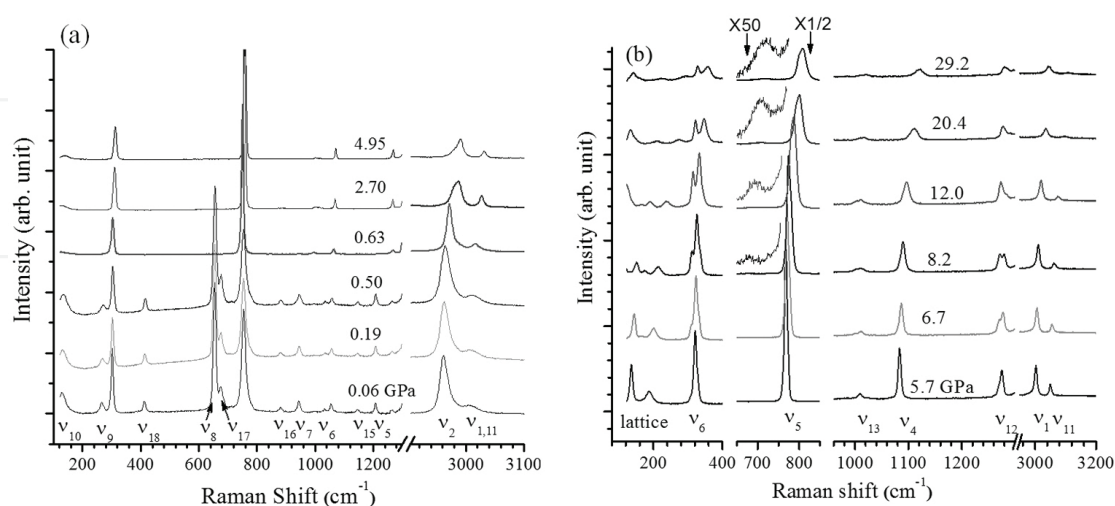 (a)
Intensity (arb. unit)
4.95
2.70
0.63
0.50
0.19
0.06 GPa
ν10 ν9 ν18 ν8 ν17 ν16 ν7 ν6 ν15 ν5 ν2 ν1,11
200 400 600 800 1000 1200 3000 3100
Raman Shift (cm-1)
(b)
X50 X1/2
Intensity (arb. unit)
29.2
20.4
12.0
8.2
6.7
5.7 GPa
lattice ν6 ν5 ν13 ν4 ν12 ν1 ν11
200 400 700 800 1000 1100 1200 3000 3200
Raman shift (cm-1)